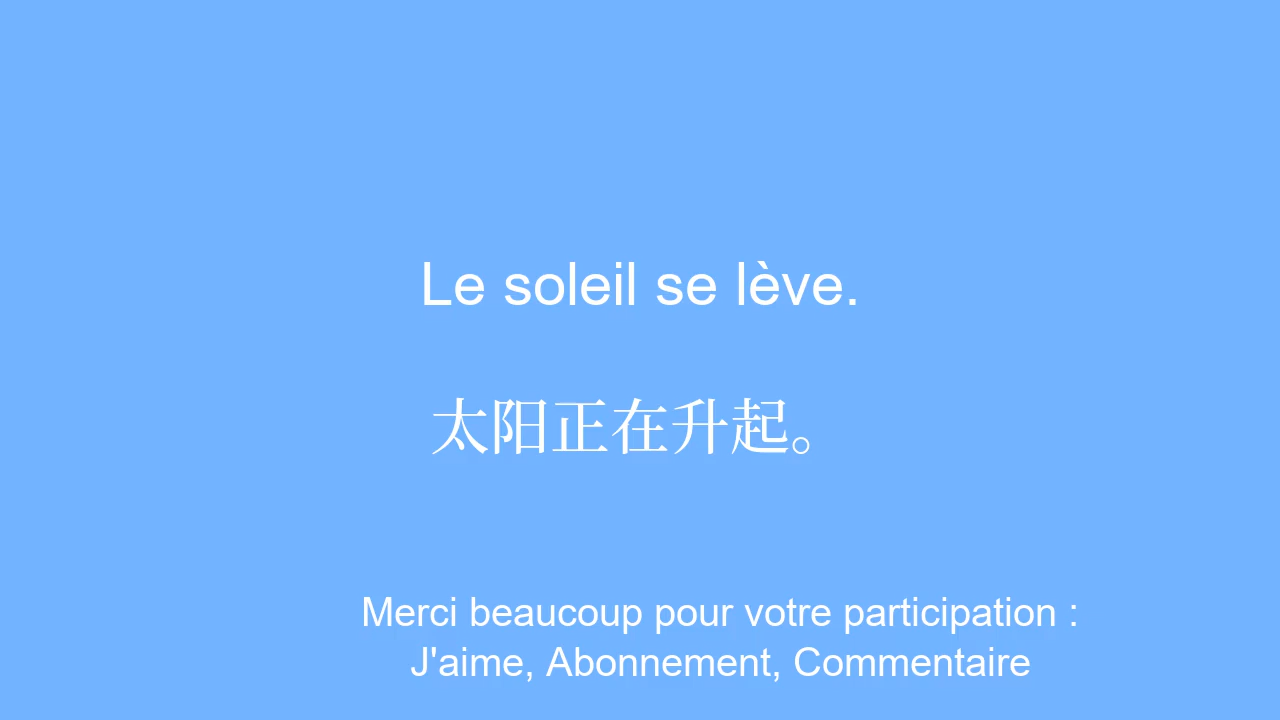 Le soleil se lève.
太阳正在升起。
Merci beaucoup pour votre participation :
J'aime, Abonnement, Commentaire